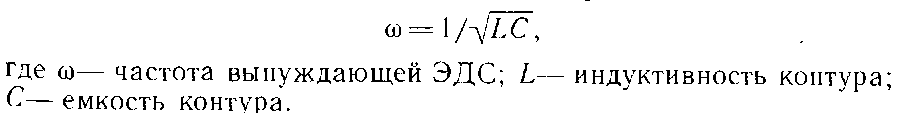 ω = 1/√LC,
где ω— частота вынуждающей ЭДС; L— индуктивность контура;
C— емкость контура.